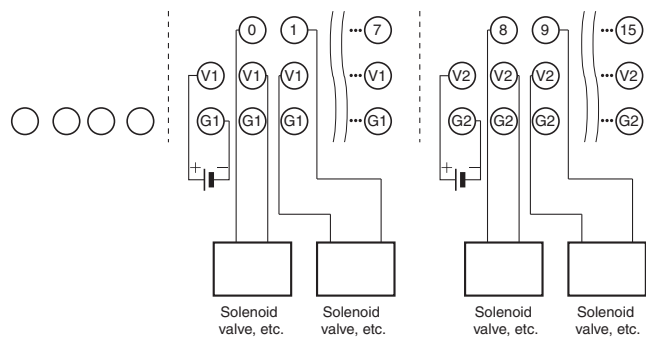 0 1 ••• 7 8 9 ••• 15
V1 V1 V1 ••• V1 V2 V2 V2 ••• V2
G1 G1 G1 ••• G1 G2 G2 G2 ••• G2
+ − + −
Solenoid valve, etc.
Solenoid valve, etc.
Solenoid valve, etc.
Solenoid valve, etc.